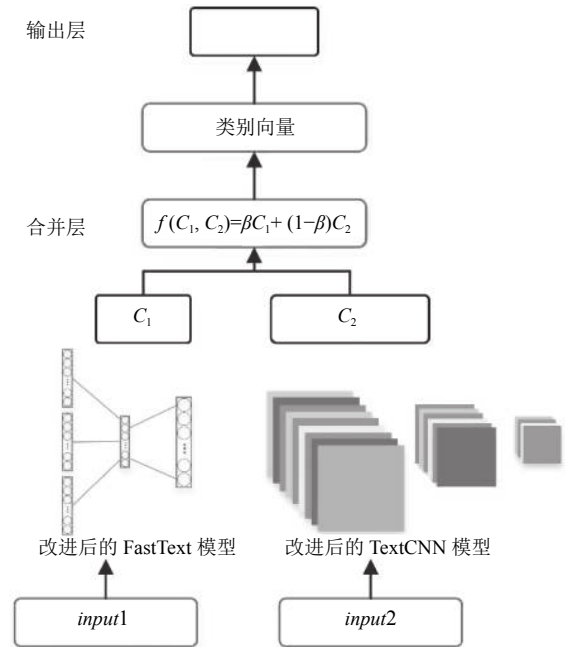 输出层
类别向量
合并层
f (C₁, C₂)=βC₁+ (1−β)C₂
C₁
C₂
改进后的 FastText 模型
改进后的 TextCNN 模型
input1
input2